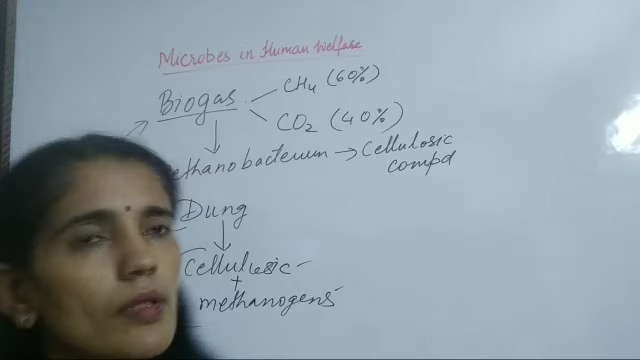 Microbes in Human Welfare
Biogas
CH4 (60%)
CO2 (40%)
ethanobacterium → Cellulosic
compd
Dung
↓
Cellulosic
+
methanogens